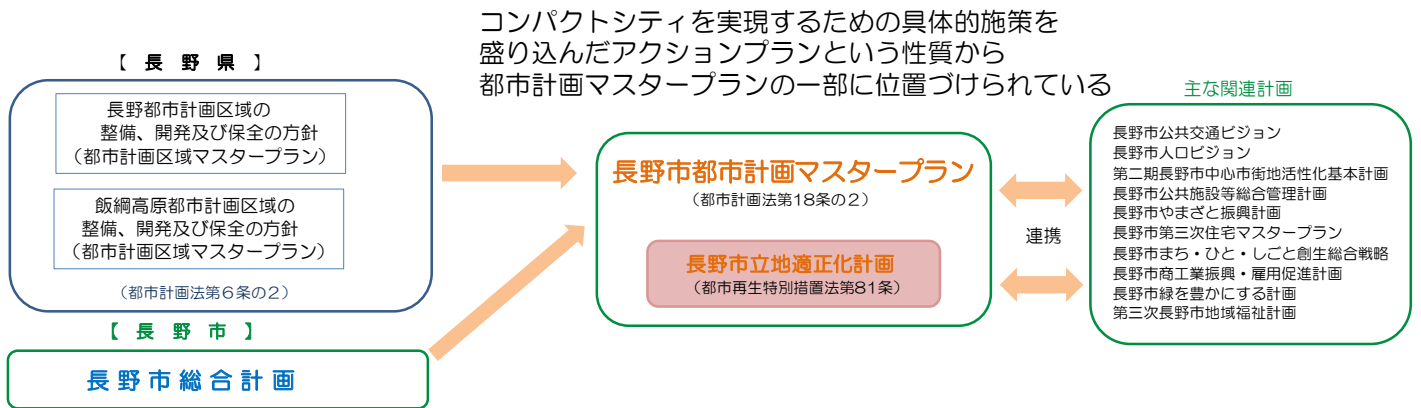 コンパクトシティを実現するための具体的施策を
盛り込んだアクションプランという性質から
都市計画マスタープランの一部に位置づけられている
【 長 野 県 】
長野都市計画区域の
整備、開発及び保全の方針
（都市計画区域マスタープラン）
飯綱高原都市計画区域の
整備、開発及び保全の方針
（都市計画区域マスタープラン）
（都市計画法第６条の２）
【 長 野 市 】
長 野 市 総 合 計 画
長野市都市計画マスタープラン
（都市計画法第18条の２）
長野市立地適正化計画
（都市再生特別措置法第81条）
連携
主な関連計画
長野市公共交通ビジョン
長野市人口ビジョン
第二期長野市中心市街地活性化基本計画
長野市公共施設等総合管理計画
長野市やまざと振興計画
長野市第三次住宅マスタープラン
長野市まち・ひと・しごと創生総合戦略
長野市商工業振興・雇用促進計画
長野市緑を豊かにする計画
第三次長野市地域福祉計画